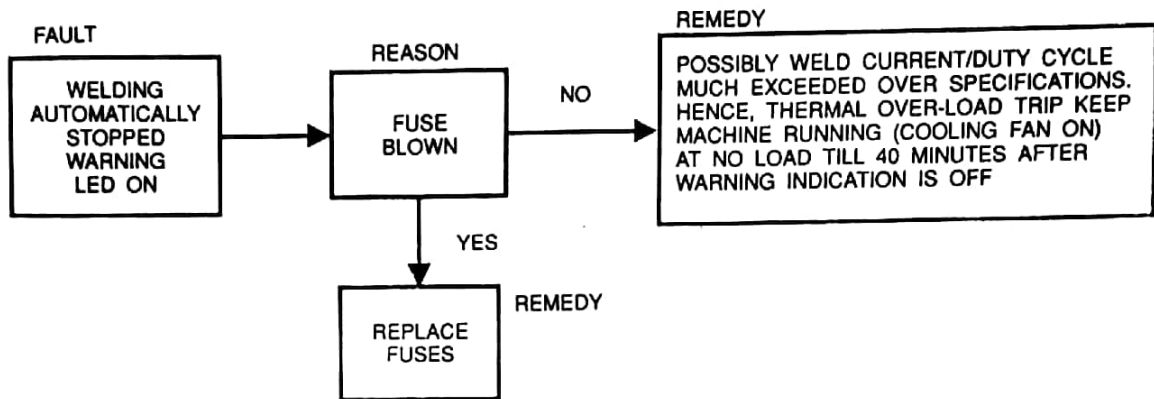 FAULT
WELDING
AUTOMATICALLY
STOPPED
WARNING
LED ON
REASON
FUSE
BLOWN
NO
REMEDY
POSSIBLY WELD CURRENT/DUTY CYCLE
MUCH EXCEEDED OVER SPECIFICATIONS.
HENCE, THERMAL OVER-LOAD TRIP KEEP
MACHINE RUNNING (COOLING FAN ON)
AT NO LOAD TILL 40 MINUTES AFTER
WARNING INDICATION IS OFF
YES
REMEDY
REPLACE
FUSES